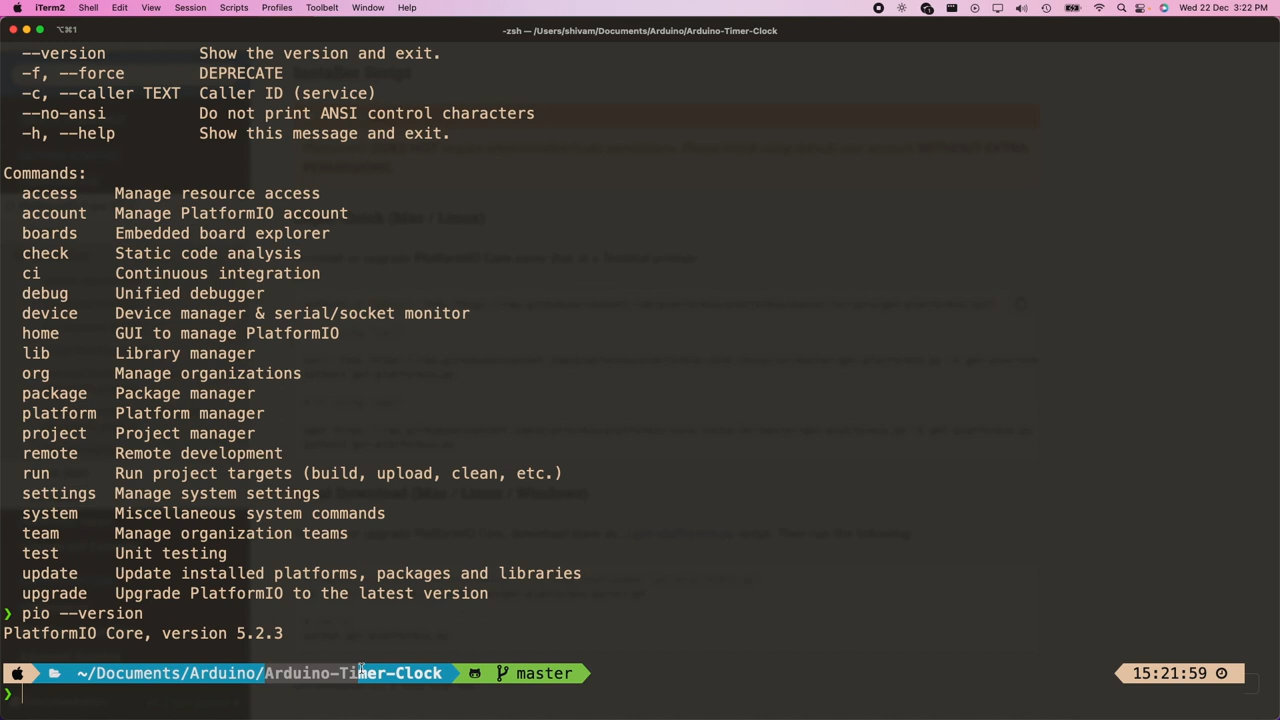 iTerm2 Shell Edit View Session Scripts Profiles Toolbelt Window Help Wed 22 Dec 3:22 PM
⌥⌘1 -zsh — /Users/shivam/Documents/Arduino/Arduino-Timer-Clock
--version Show the version and exit.
-f, --force DEPRECATE
-c, --caller TEXT Caller ID (service)
--no-ansi Do not print ANSI control characters
-h, --help Show this message and exit.
Commands:
access Manage resource access
account Manage PlatformIO account
boards Embedded board explorer
check Static code analysis
ci Continuous integration
debug Unified debugger
device Device manager & serial/socket monitor
home GUI to manage PlatformIO
lib Library manager
org Manage organizations
package Package manager
platform Platform manager
project Project manager
remote Remote development
run Run project targets (build, upload, clean, etc.)
settings Manage system settings
system Miscellaneous system commands
team Manage organization teams
test Unit testing
update Update installed platforms, packages and libraries
upgrade Upgrade PlatformIO to the latest version
❯ pio --version
PlatformIO Core, version 5.2.3
~/Documents/Arduino/Arduino-Timer-Clock master 15:21:59
❯